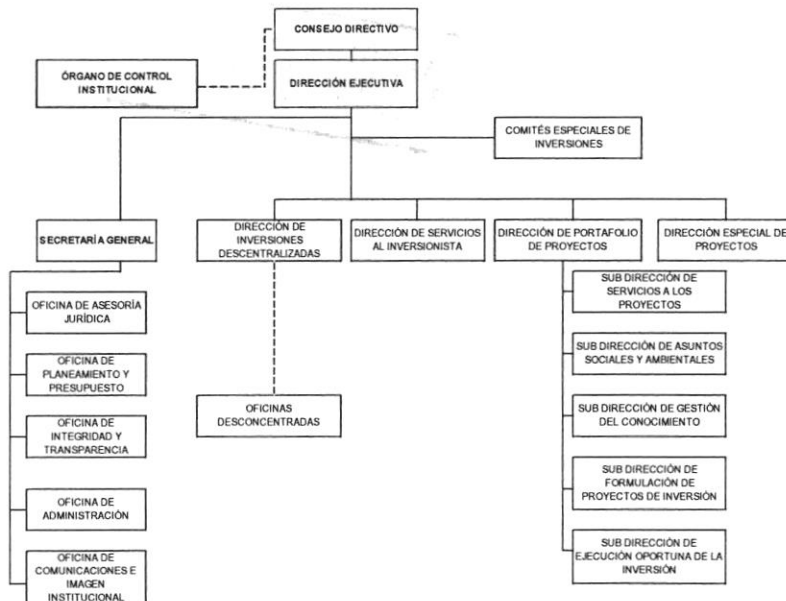 CONSEJO DIRECTIVO
ÓRGANO DE CONTROL
INSTITUCIONAL
DIRECCIÓN EJECUTIVA
COMITÉS ESPECIALES DE
INVERSIONES
SECRETARÍA GENERAL
DIRECCIÓN DE
INVERSIONES
DESCENTRALIZADAS
DIRECCIÓN DE SERVICIOS
AL INVERSIONISTA
DIRECCIÓN DE PORTAFOLIO
DE PROYECTOS
DIRECCIÓN ESPECIAL DE
PROYECTOS
OFICINA DE ASESORÍA
JURÍDICA
OFICINA DE
PLANEAMIENTO Y
PRESUPUESTO
OFICINA DE
INTEGRIDAD Y
TRANSPARENCIA
OFICINA DE
ADMINISTRACIÓN
OFICINA DE
COMUNICACIONES E
IMAGEN
INSTITUCIONAL
OFICINAS
DESCONCENTRADAS
SUB DIRECCIÓN DE
SERVICIOS A LOS
PROYECTOS
SUB DIRECCIÓN DE ASUNTOS
SOCIALES Y AMBIENTALES
SUB DIRECCIÓN DE GESTIÓN
DEL CONOCIMIENTO
SUB DIRECCIÓN DE
FORMULACIÓN DE
PROYECTOS DE INVERSIÓN
SUB DIRECCIÓN DE
EJECUCIÓN OPORTUNA DE LA
INVERSIÓN